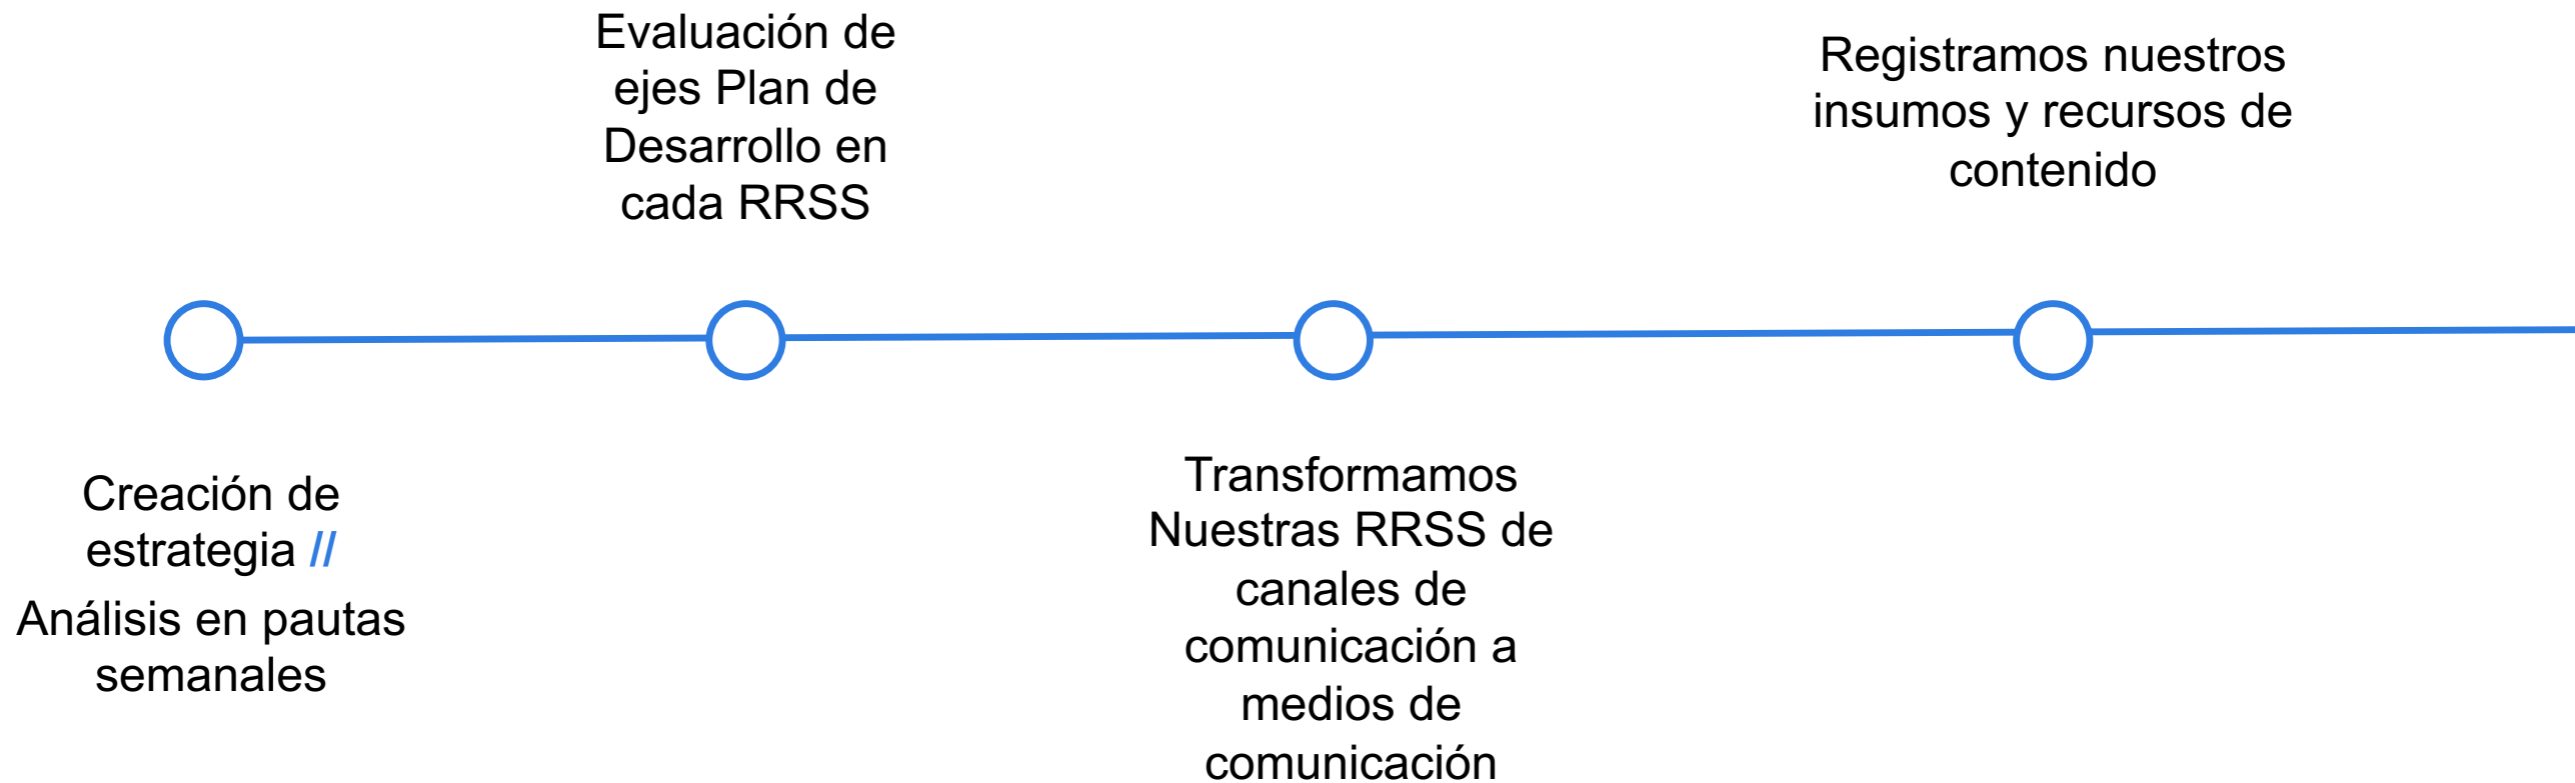 Creación de
estrategia //
Análisis en pautas
semanales
Evaluación de
ejes Plan de
Desarrollo en
cada RRSS
Transformamos
Nuestras RRSS de
canales de
comunicación a
medios de
comunicación
Registramos nuestros
insumos y recursos de
contenido